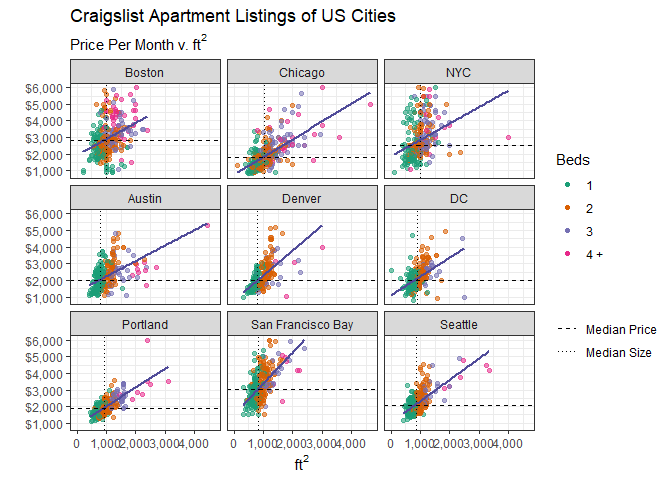 Craigslist Apartment Listings of US Cities
Price Per Month v. ft²
Boston Chicago NYC
$6,000
$5,000
$4,000
$3,000
$2,000
$1,000
Austin Denver DC
$6,000
$5,000
$4,000
$3,000
$2,000
$1,000
Portland San Francisco Bay Seattle
$6,000
$5,000
$4,000
$3,000
$2,000
$1,000
0 1,000 2,000 3,000 4,000 0 1,000 2,000 3,000 4,000 0 1,000 2,000 3,000 4,000
ft²
Beds
1
2
3
4 +
Median Price
Median Size